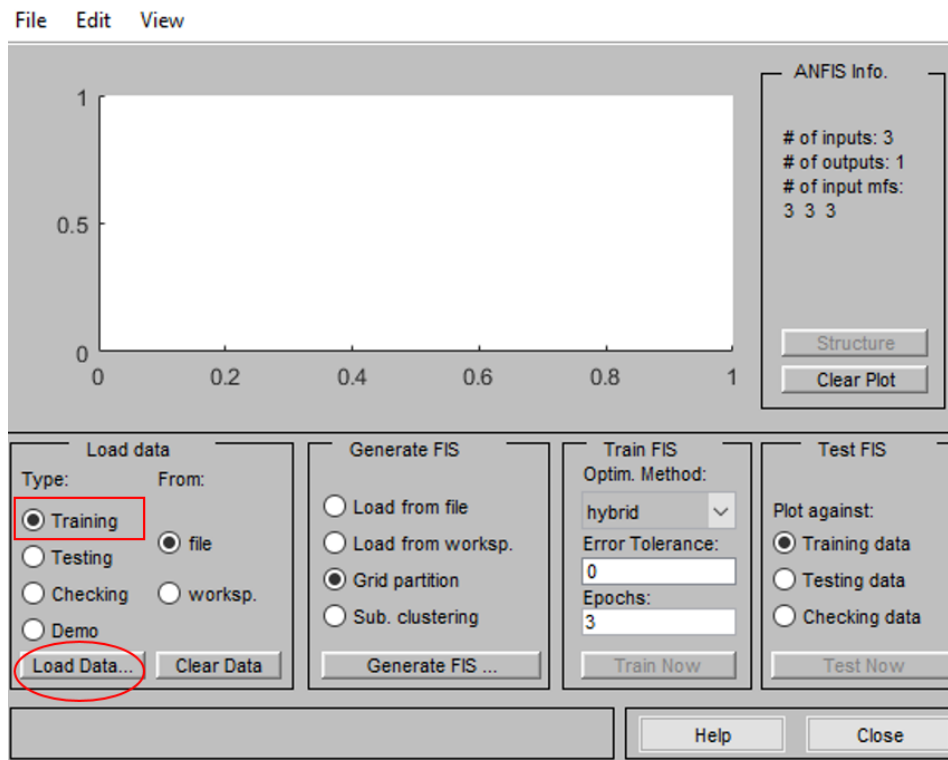 File Edit View
ANFIS Info.
# of inputs: 3
# of outputs: 1
# of input mfs:
3 3 3
Structure
Clear Plot
1
0.5
0
0 0.2 0.4 0.6 0.8 1
Load data
Type: From:
Training
Testing
Checking
Demo
file
worksp.
Load Data... Clear Data
Generate FIS
Load from file
Load from worksp.
Grid partition
Sub. clustering
Generate FIS ...
Train FIS
Optim. Method:
hybrid
Error Tolerance:
0
Epochs:
3
Train Now
Test FIS
Plot against:
Training data
Testing data
Checking data
Test Now
Help Close